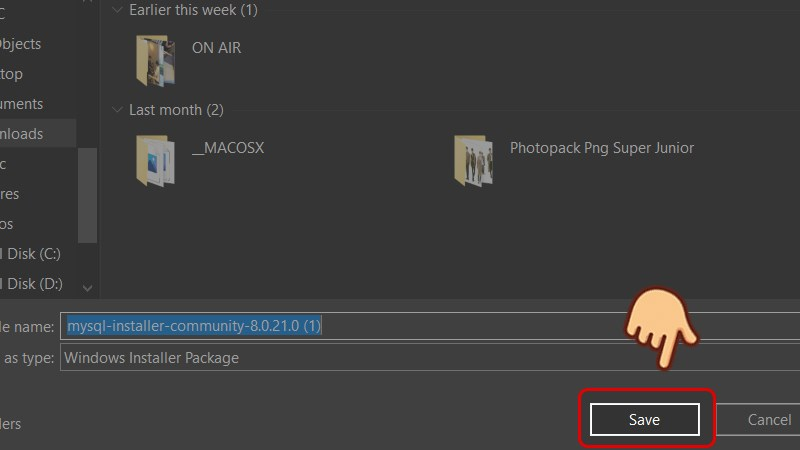 Earlier this week (1)
ON AIR
Last month (2)
__MACOSX
Photopack Png Super Junior
C
Objects
top
uments
nloads
c
res
os
l Disk (C:)
l Disk (D:)
le name:
mysql-installer-community-8.0.21.0 (1)
as type:
Windows Installer Package
ders
Save
Cancel